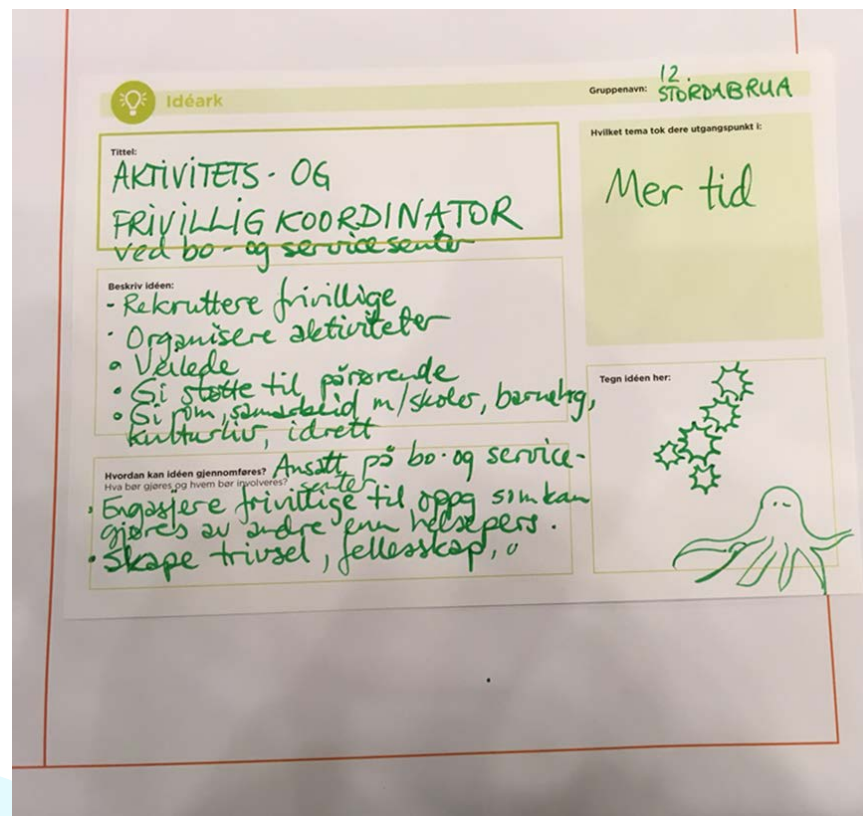 Idéark
Gruppenavn: 12. STORDABRUA
Tittel:
AKTIVITETS- OG
FRIVILLIG KOORDINATOR
ved bo- og service senter
Hvilket tema tok dere utgangspunkt i:
Mer tid
Beskriv idéen:
- Rekruttere frivillige
• Organisere aktiviteter
• Veilede
• Gi støtte til pårørende
• Gi rom, samarbeid m/skoler, barnehg,
kulturliv, idrett
Tegn idéen her:
Hvordan kan idéen gjennomføres? Ansatt på bo- og service-
Hva bør gjøres og hvem bør involveres? senter
• Engasjere frivillige til oppg som kan
gjøres av andre enn helsepers.
• Skape trivsel, fellesskap,